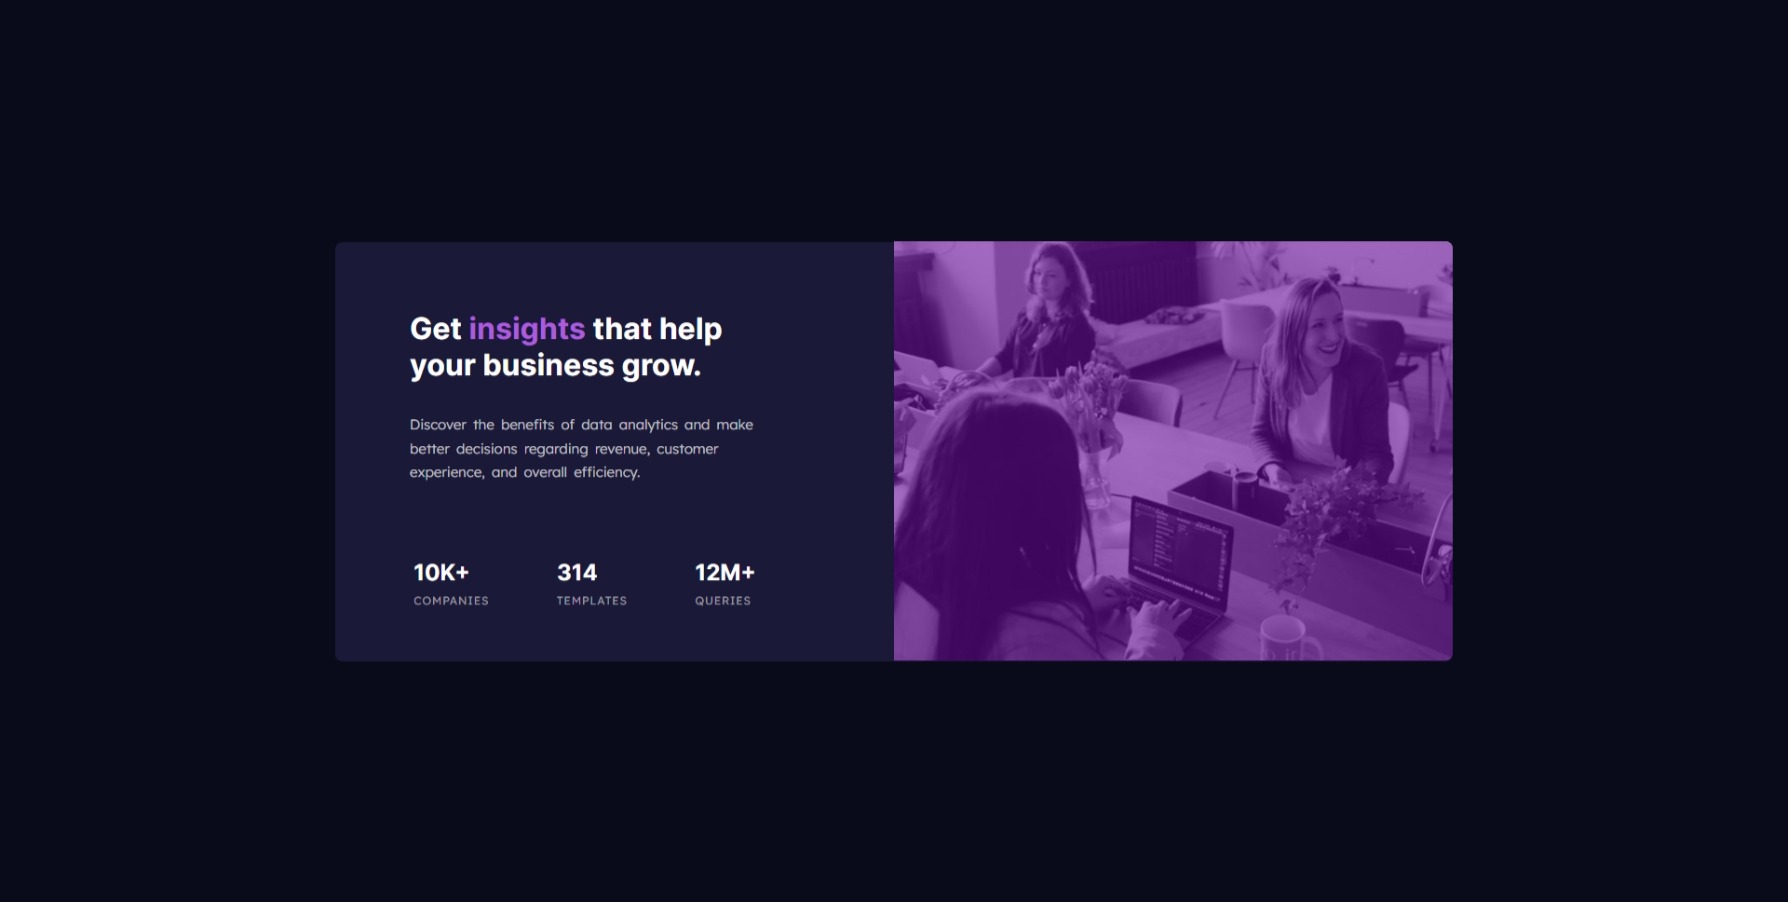 Get insights that help
your business grow.
Discover the benefits of data analytics and make
better decisions regarding revenue, customer
experience, and overall efficiency.
10K+ 314 12M+
COMPANIES TEMPLATES QUERIES